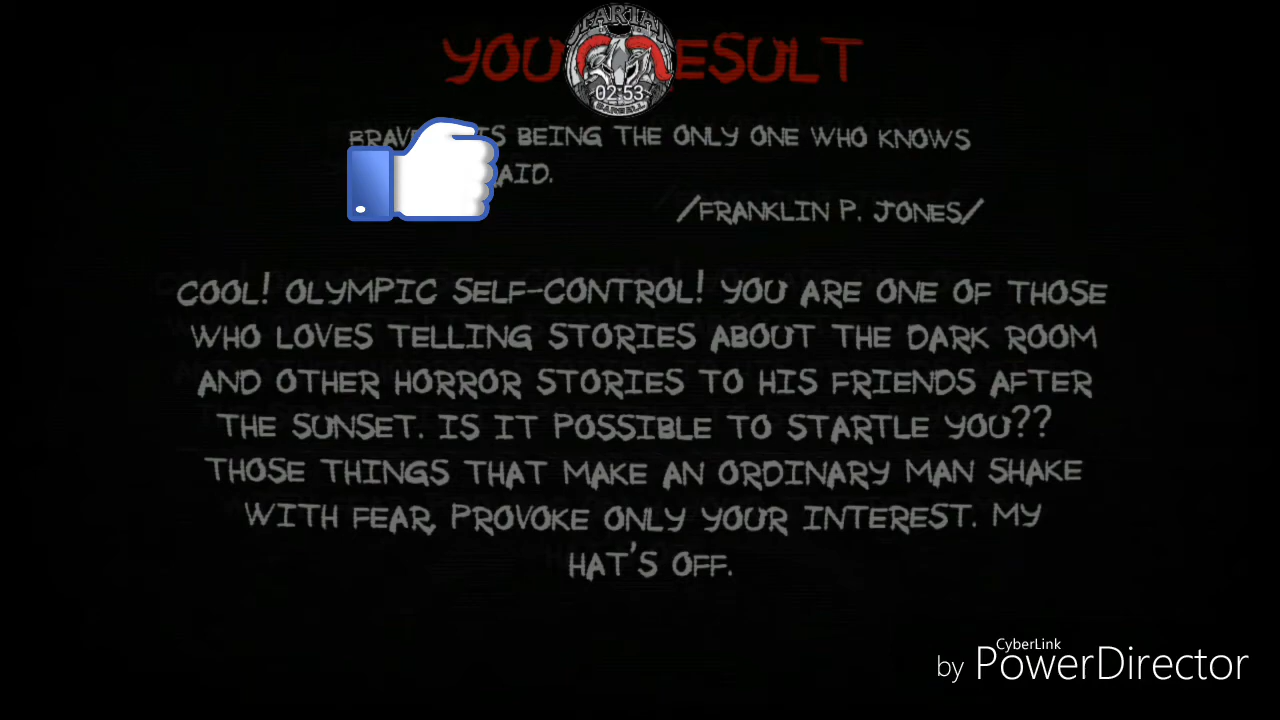 YOU ESULT
SPARTAN
02:53
BARBELL
BRAV IS BEING THE ONLY ONE WHO KNOWS
AID.
/FRANKLIN P. JONES/
COOL! OLYMPIC SELF-CONTROL! YOU ARE ONE OF THOSE
WHO LOVES TELLING STORIES ABOUT THE DARK ROOM
AND OTHER HORROR STORIES TO HIS FRIENDS AFTER
THE SUNSET. IS IT POSSIBLE TO STARTLE YOU??
THOSE THINGS THAT MAKE AN ORDINARY MAN SHAKE
WITH FEAR, PROVOKE ONLY YOUR INTEREST. MY
HAT'S OFF.
CyberLink
by PowerDirector